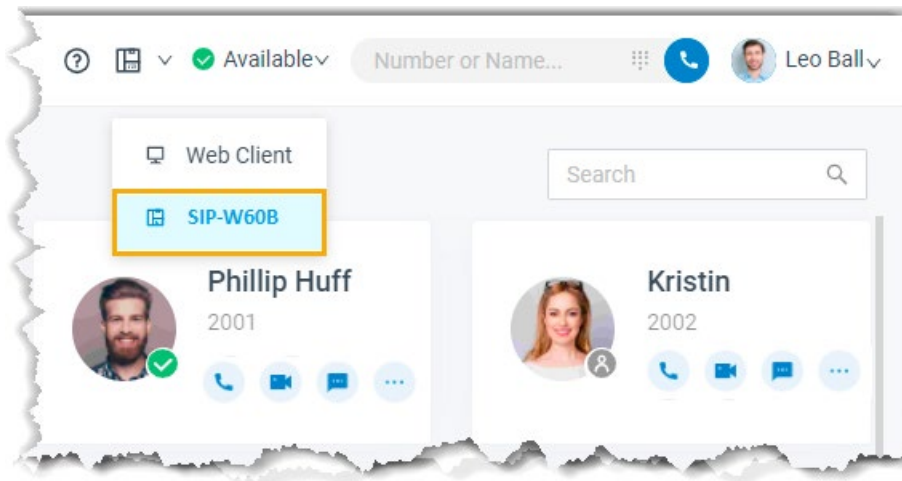 Available
Number or Name...
Leo Ball
Web Client
Search
SIP-W60B
Phillip Huff
Kristin
2001
2002